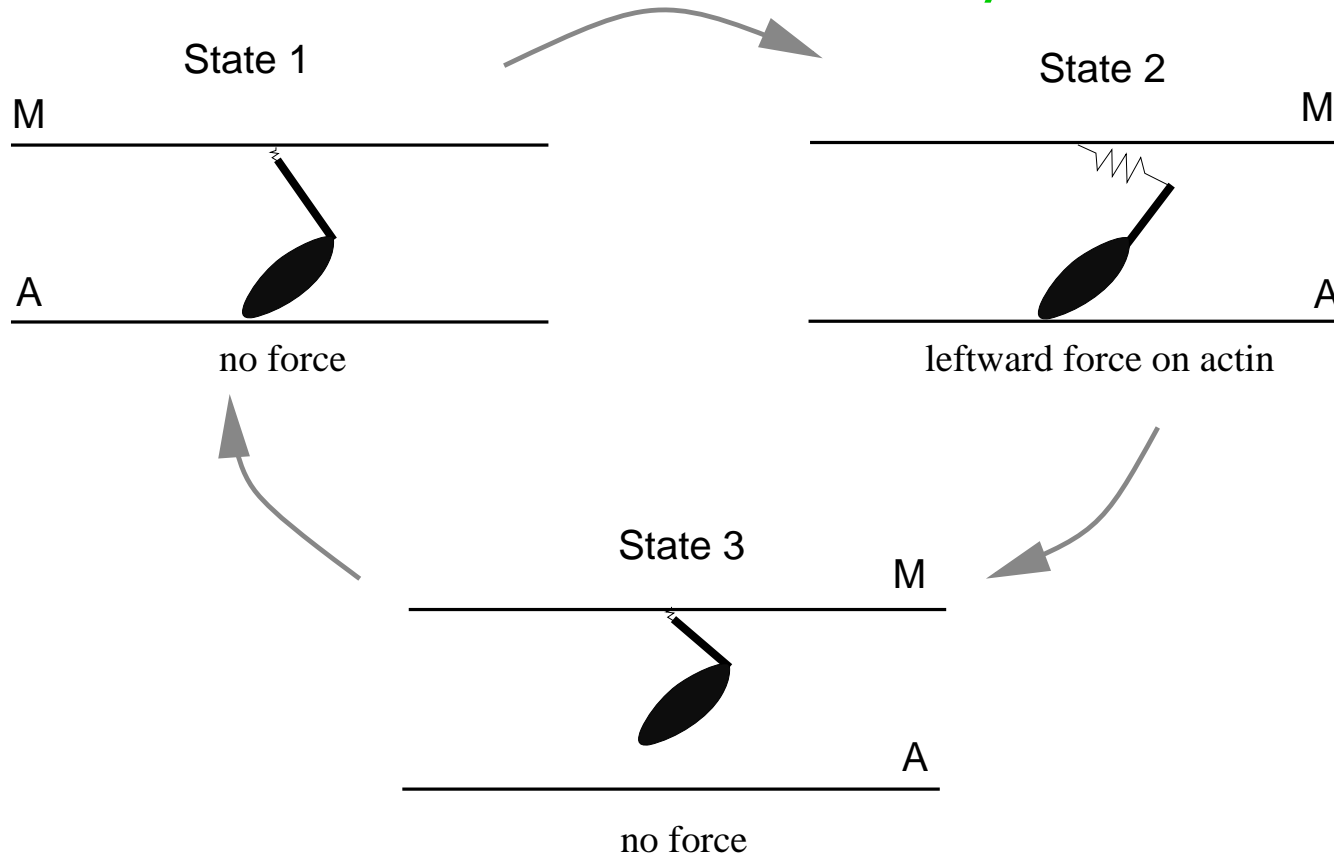 State 1
State 2
M
M
A
A
no force
leftward force on actin
State 3
M
A
no force